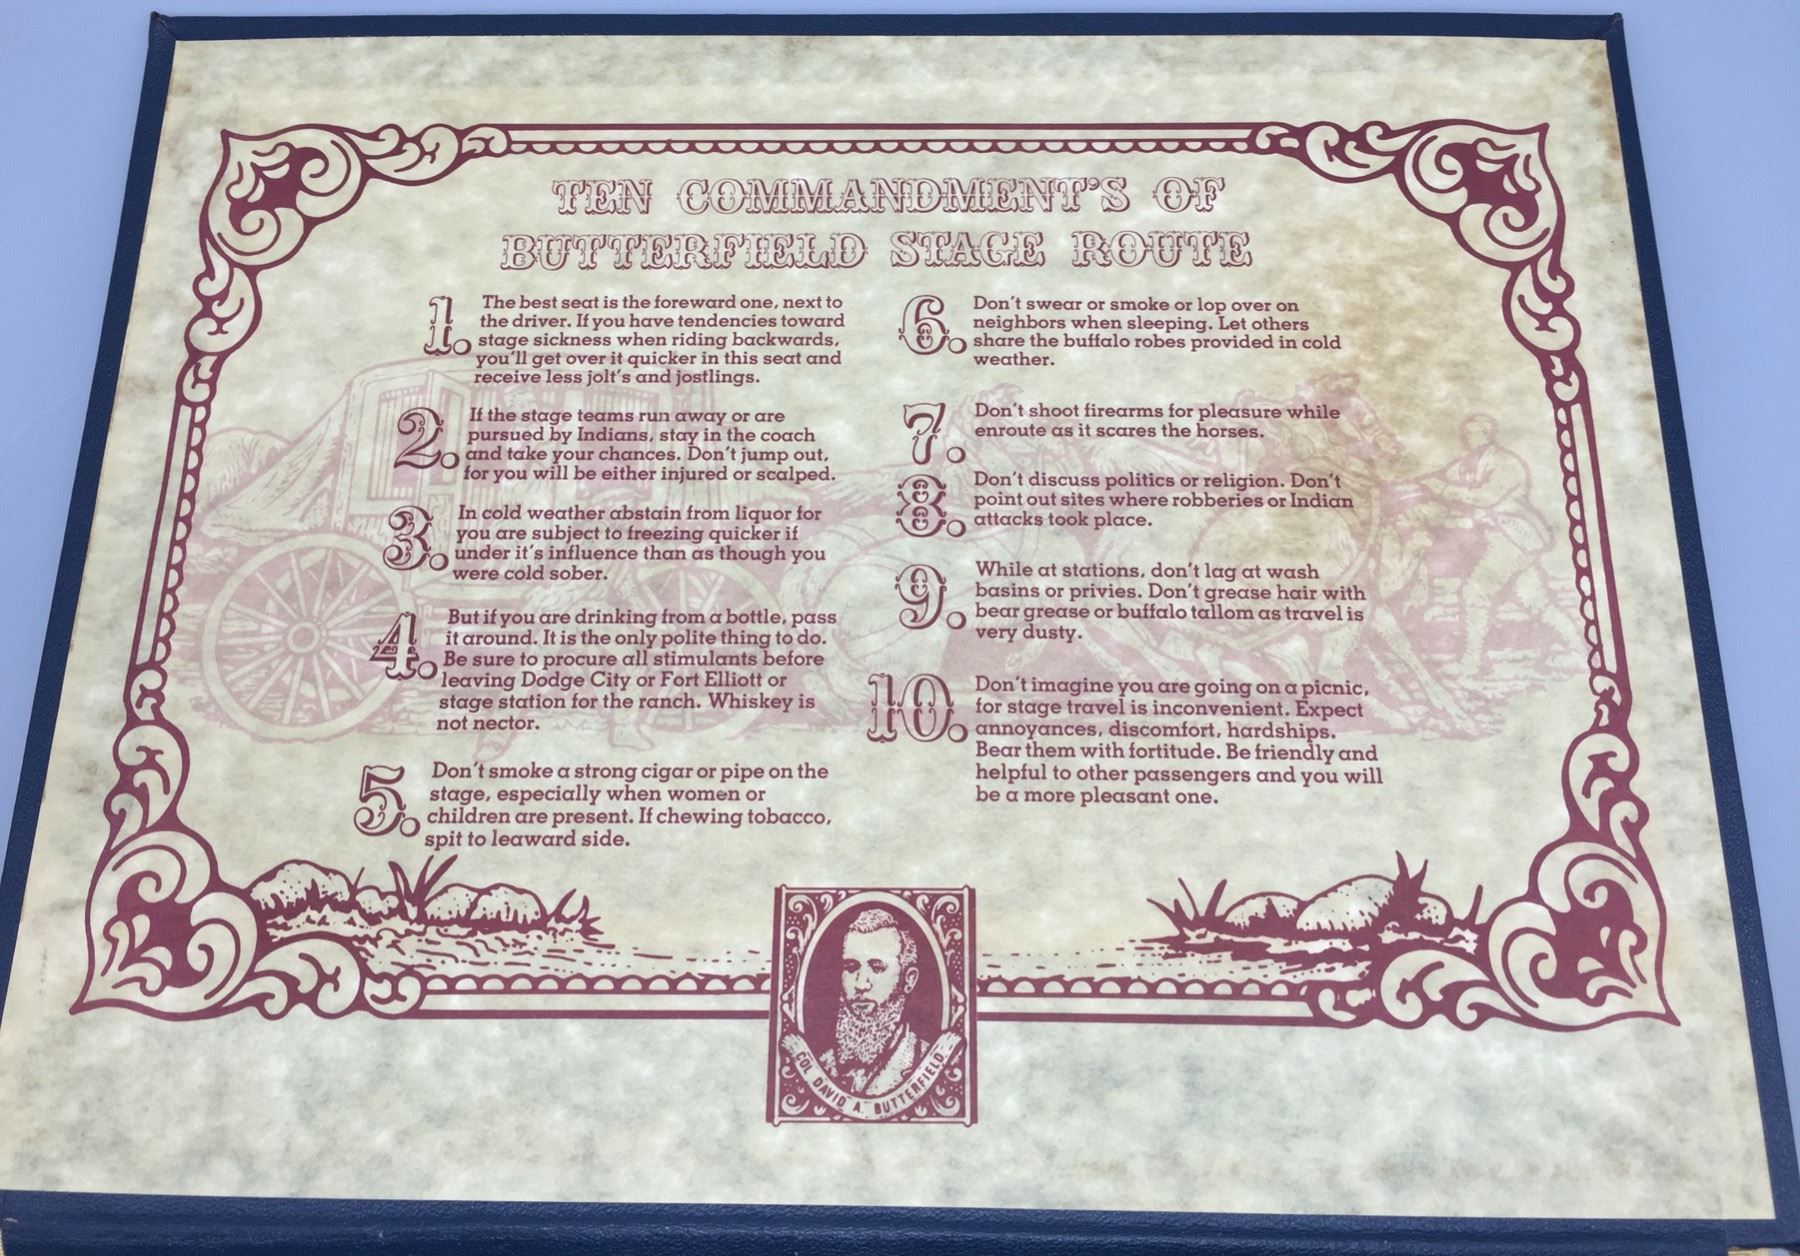 TEN COMMANDMENT'S OF
BUTTERFIELD STAGE ROUTE
1. The best seat is the foreward one, next to
the driver. If you have tendencies toward
stage sickness when riding backwards,
you'll get over it quicker in this seat and
receive less jolt's and jostlings.
2. If the stage teams run away or are
pursued by Indians, stay in the coach
and take your chances. Don't jump out,
for you will be either injured or scalped.
3. In cold weather abstain from liquor for
you are subject to freezing quicker if
under it's influence than as though you
were cold sober.
4. But if you are drinking from a bottle, pass
it around. It is the only polite thing to do.
Be sure to procure all stimulants before
leaving Dodge City or Fort Elliott or
stage station for the ranch. Whiskey is
not nector.
5. Don't smoke a strong cigar or pipe on the
stage, especially when women or
children are present. If chewing tobacco,
spit to leaward side.
6. Don't swear or smoke or lop over on
neighbors when sleeping. Let others
share the buffalo robes provided in cold
weather.
7. Don't shoot firearms for pleasure while
enroute as it scares the horses.
8. Don't discuss politics or religion. Don't
point out sites where robberies or Indian
attacks took place.
9. While at stations, don't lag at wash
basins or privies. Don't grease hair with
bear grease or buffalo tallom as travel is
very dusty.
10. Don't imagine you are going on a picnic,
for stage travel is inconvenient. Expect
annoyances, discomfort, hardships.
Bear them with fortitude. Be friendly and
helpful to other passengers and you will
be a more pleasant one.
COL DAVID A. BUTTERFIELD